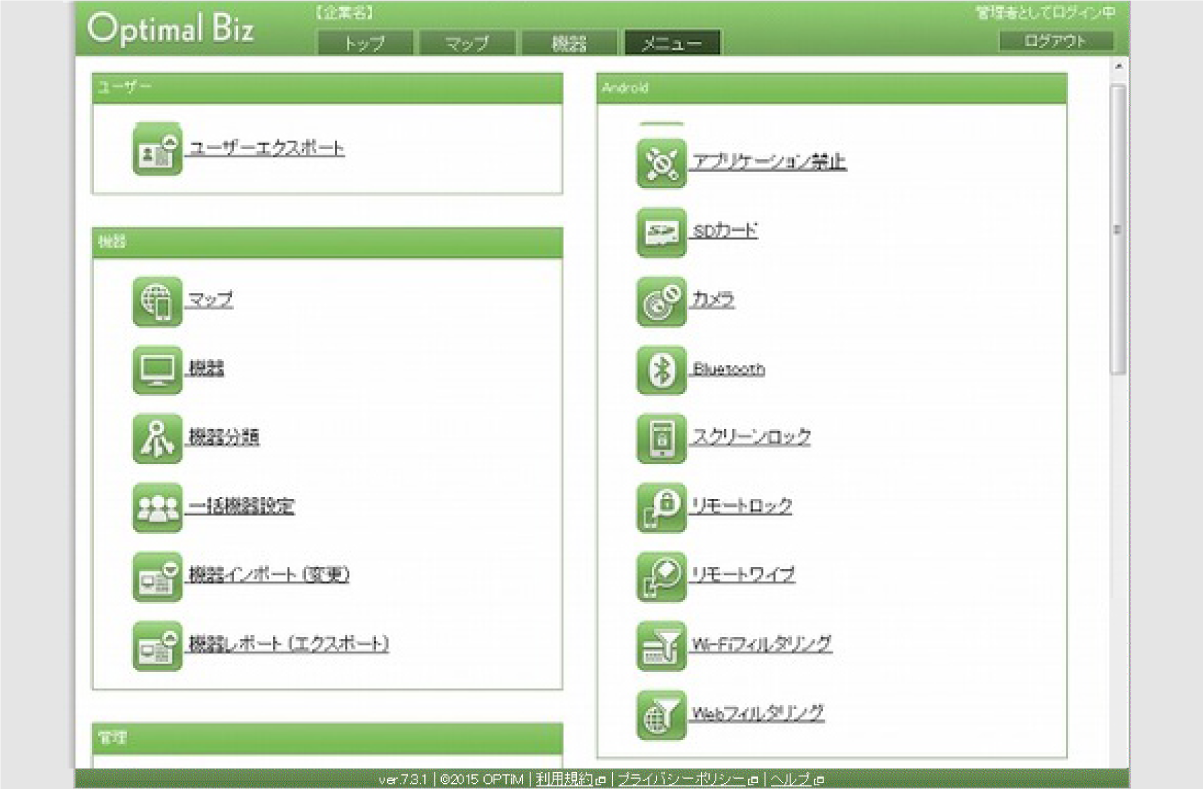 Optimal Biz
【企業名】
管理者としてログイン中
トップ
マップ
機器
メニュー
ログアウト
ユーザー
ユーザーエクスポート
機器
マップ
機器
機器分類
一括機器設定
機器インポート (変更)
機器レポート (エクスポート)
管理
Android
アプリケーション禁止
SDカード
カメラ
Bluetooth
スクリーンロック
リモートロック
リモートワイプ
Wi-Fiフィルタリング
Webフィルタリング
ver.7.3.1 | ©2015 OPTiM | 利用規約 | プライバシーポリシー | ヘルプ